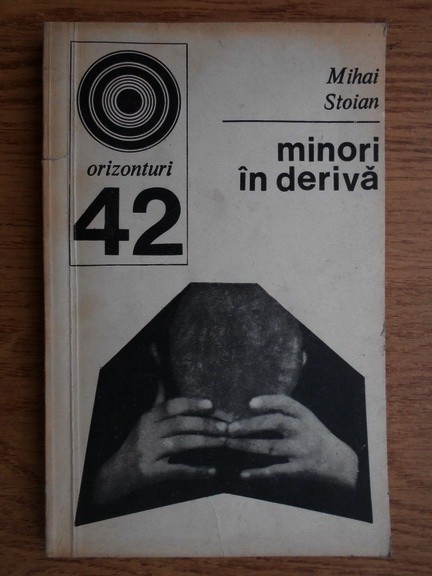 orizonturi
42
Mihai
Stoian
minori
în derivă